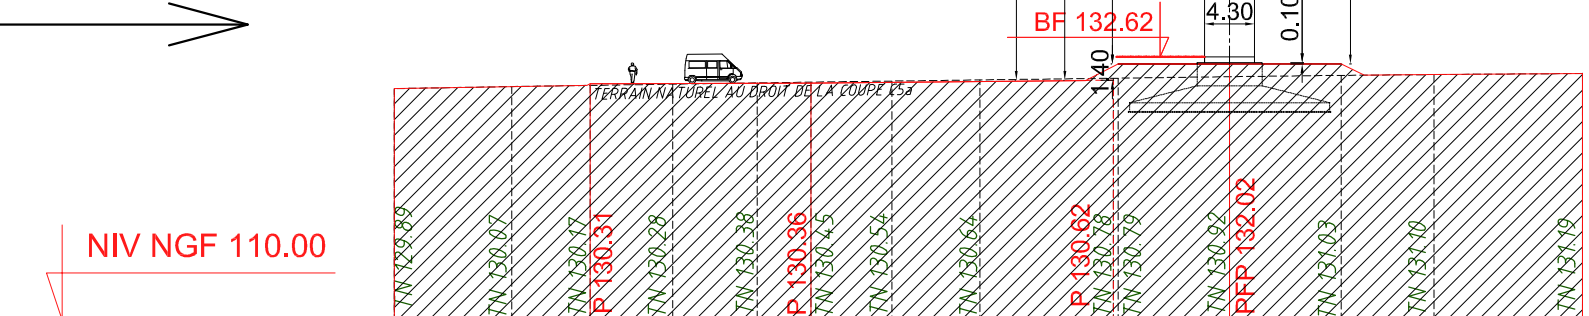 BF 132.62
4.30
0.10
1.40
TERRAIN NATUREL AU DROIT DE LA COUPE C5a
NIV NGF 110.00
TN 129.89
TN 130.07
TN 130.17
P 130.31
TN 130.28
TN 130.38
P 130.36
TN 130.45
TN 130.54
TN 130.64
P 130.62
TN 130.78
TN 130.79
TN 130.92
PFP 132.02
TN 131.03
TN 131.10
TN 131.19